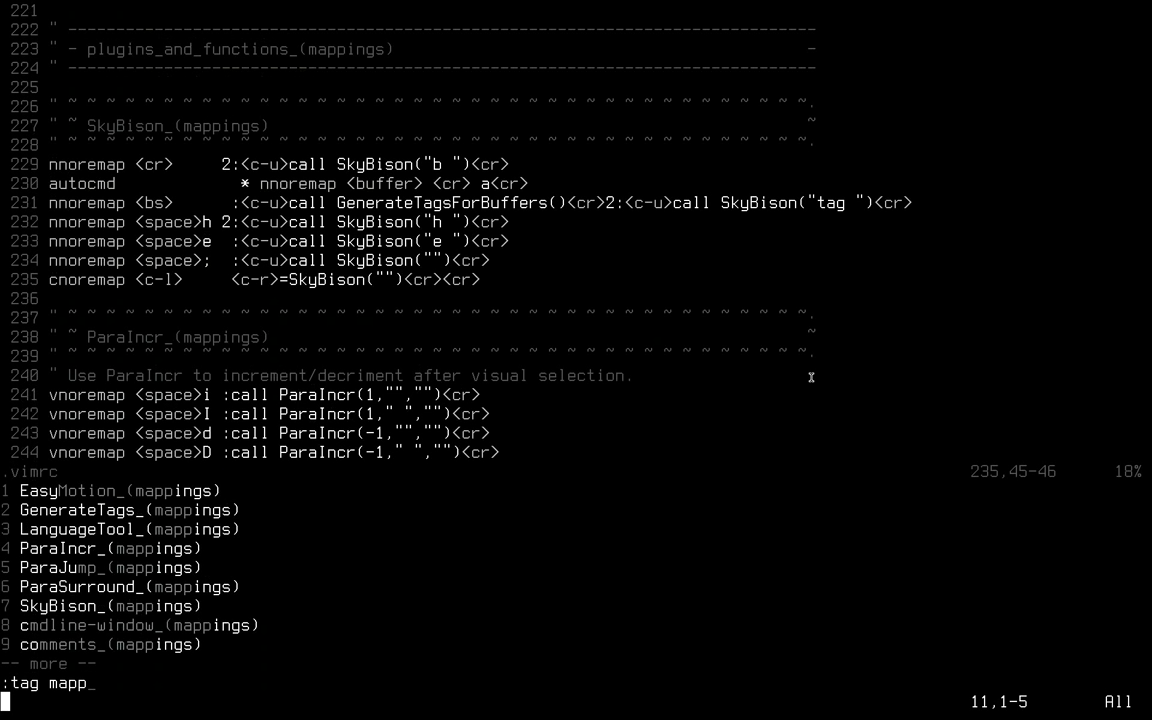 221
222 " ------------------------------------------------------------------------------
223 " - plugins_and_functions_(mappings)                                           -
224 " ------------------------------------------------------------------------------
225
226 " ~ ~ ~ ~ ~ ~ ~ ~ ~ ~ ~ ~ ~ ~ ~ ~ ~ ~ ~ ~ ~ ~ ~ ~ ~ ~ ~ ~ ~ ~ ~ ~ ~ ~ ~ ~ ~ ~ ~.
227 " ~ SkyBison_(mappings)                                                        ~
228 " ~ ~ ~ ~ ~ ~ ~ ~ ~ ~ ~ ~ ~ ~ ~ ~ ~ ~ ~ ~ ~ ~ ~ ~ ~ ~ ~ ~ ~ ~ ~ ~ ~ ~ ~ ~ ~ ~ ~.
229 nnoremap <cr>     2:<c-u>call SkyBison("b ")<cr>
230 autocmd             * nnoremap <buffer> <cr> a<cr>
231 nnoremap <bs>      :<c-u>call GenerateTagsForBuffers()<cr>2:<c-u>call SkyBison("tag ")<cr>
232 nnoremap <space>h 2:<c-u>call SkyBison("h ")<cr>
233 nnoremap <space>e  :<c-u>call SkyBison("e ")<cr>
234 nnoremap <space>;  :<c-u>call SkyBison("")<cr>
235 cnoremap <c-l>     <c-r>=SkyBison("")<cr><cr>
236
237 " ~ ~ ~ ~ ~ ~ ~ ~ ~ ~ ~ ~ ~ ~ ~ ~ ~ ~ ~ ~ ~ ~ ~ ~ ~ ~ ~ ~ ~ ~ ~ ~ ~ ~ ~ ~ ~ ~ ~.
238 " ~ ParaIncr_(mappings)                                                        ~
239 " ~ ~ ~ ~ ~ ~ ~ ~ ~ ~ ~ ~ ~ ~ ~ ~ ~ ~ ~ ~ ~ ~ ~ ~ ~ ~ ~ ~ ~ ~ ~ ~ ~ ~ ~ ~ ~ ~ ~.
240 " Use ParaIncr to increment/decriment after visual selection.
241 vnoremap <space>i :call ParaIncr(1,"","")<cr>
242 vnoremap <space>I :call ParaIncr(1," ","")<cr>
243 vnoremap <space>d :call ParaIncr(-1,"","")<cr>
244 vnoremap <space>D :call ParaIncr(-1," ","")<cr>
.vimrc                                                                                               235,45-46      18%
1 EasyMotion_(mappings)
2 GenerateTags_(mappings)
3 LanguageTool_(mappings)
4 ParaIncr_(mappings)
5 ParaJump_(mappings)
6 ParaSurround_(mappings)
7 SkyBison_(mappings)
8 cmdline-window_(mappings)
9 comments_(mappings)
-- more --
:tag mapp_
11,1-5        All